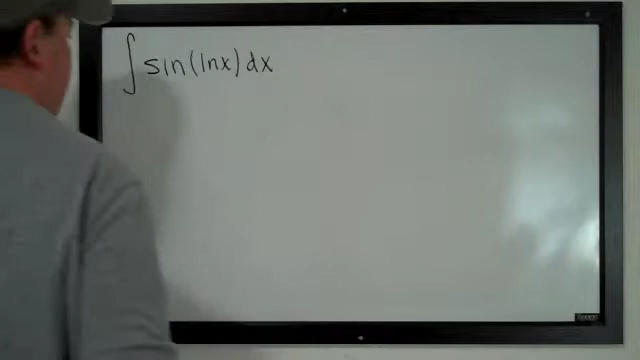 ∫ sin(lnx) dx